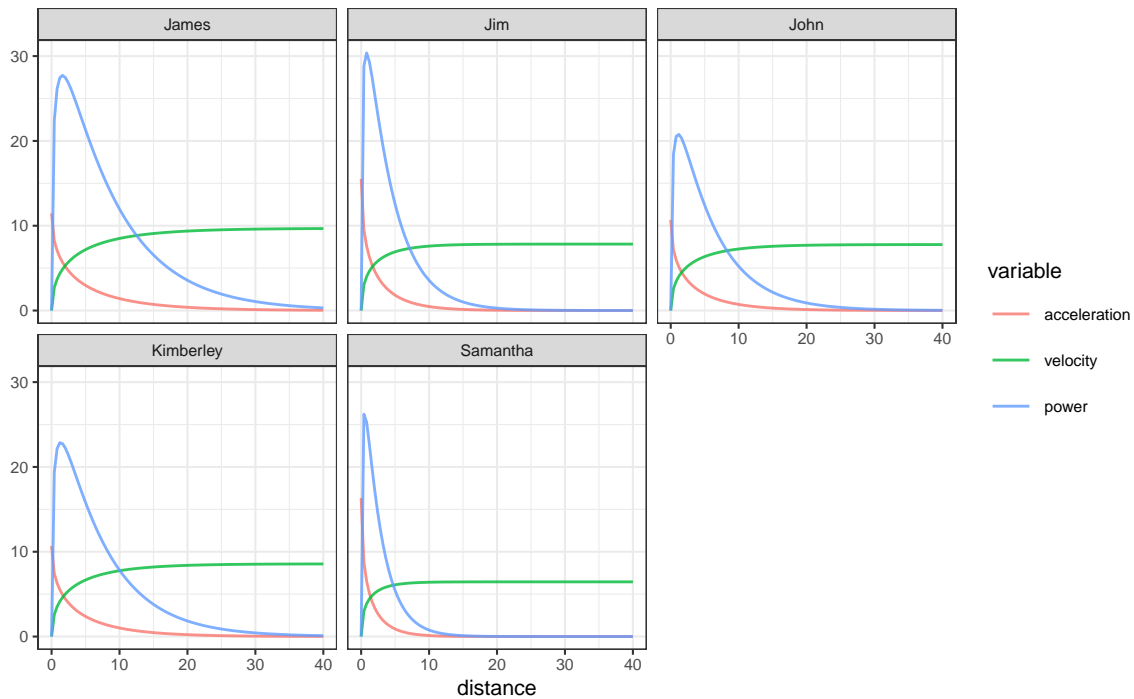 James Jim John
30
20
10
0
0 10 20 30 40
Kimberley Samantha
30
20
10
0
0 10 20 30 40 0 10 20 30 40
distance
variable
acceleration
velocity
power